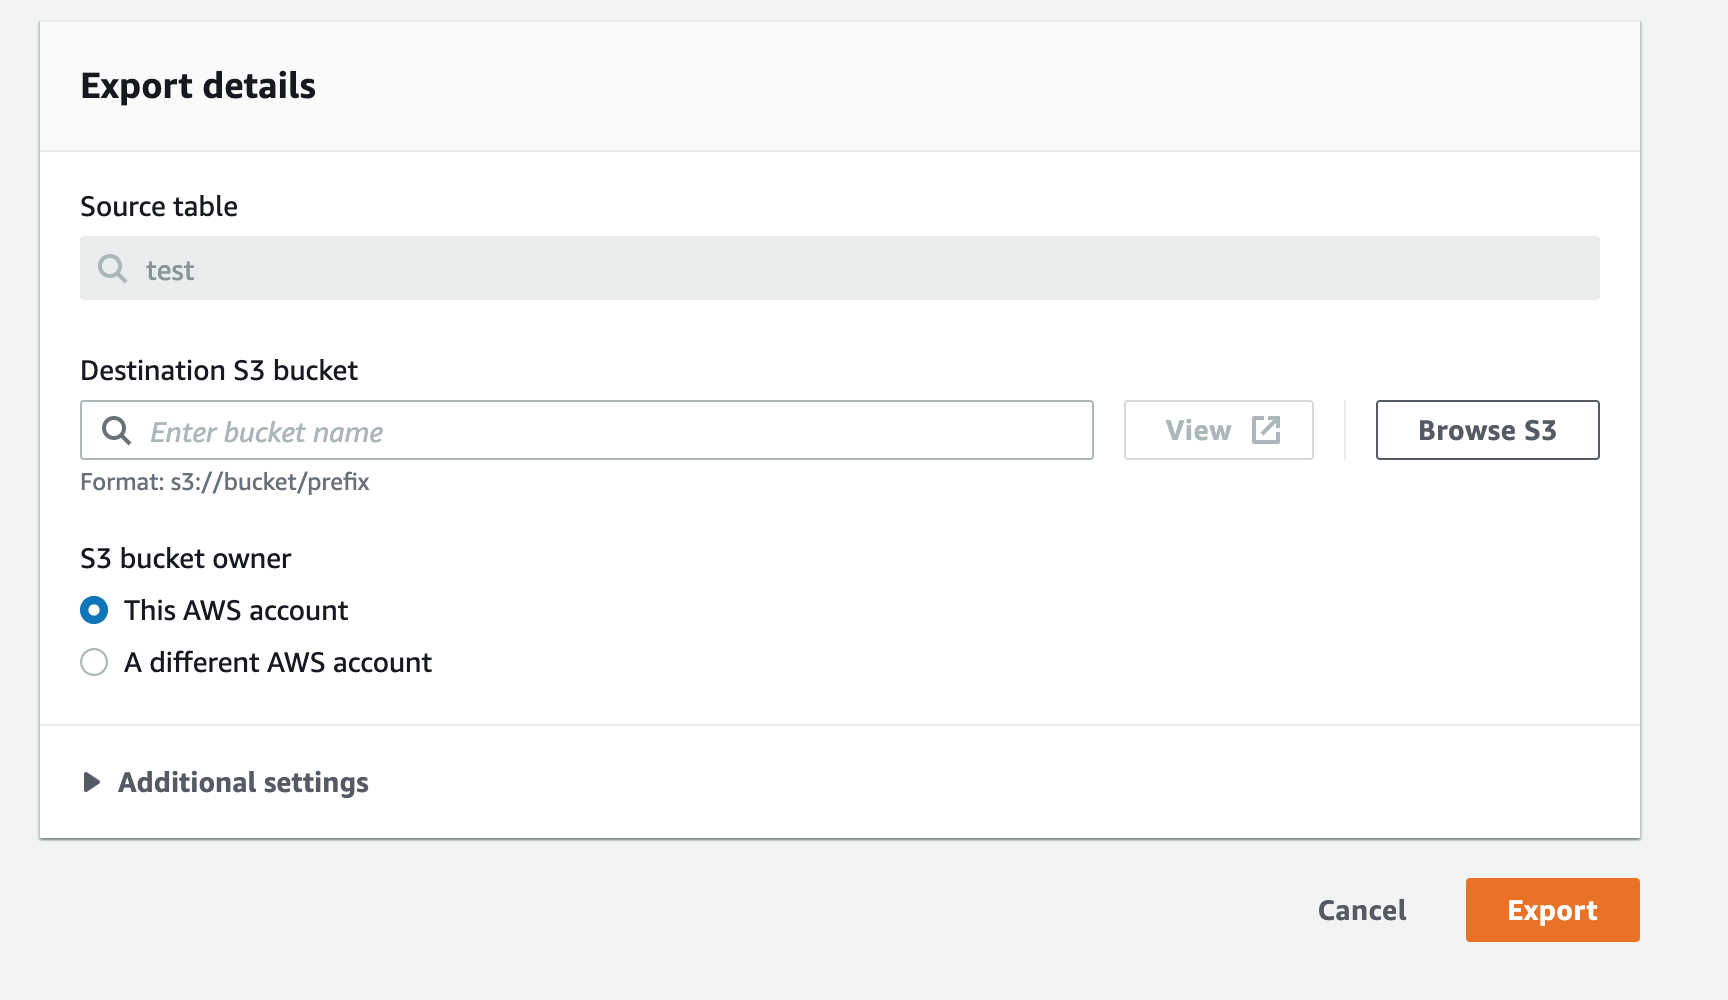 Export details
Source table
test
Destination S3 bucket
Enter bucket name
View
Browse S3
Format: s3://bucket/prefix
S3 bucket owner
This AWS account
A different AWS account
Additional settings
Cancel
Export